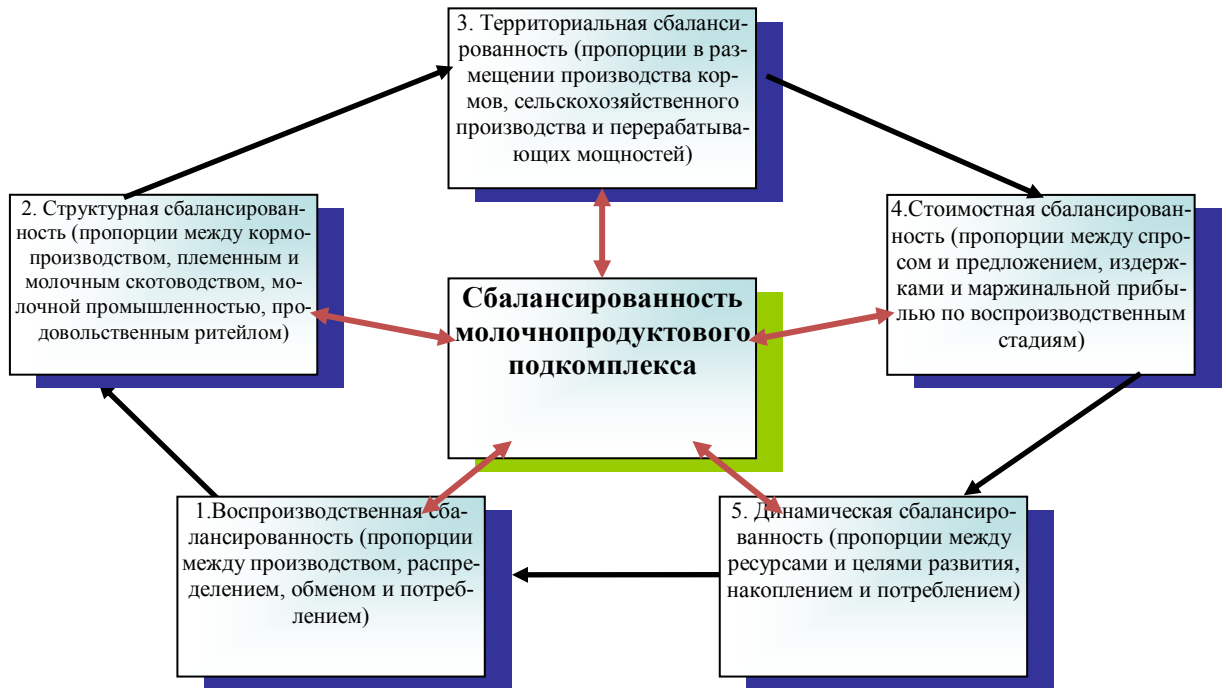 3. Территориальная сбаланси-
рованность (пропорции в раз-
мещении производства кор-
мов, сельскохозяйственного
производства и перерабатыва-
ющих мощностей)
2. Структурная сбалансирован-
ность (пропорции между кормо-
производством, племенным и
молочным скотоводством, мо-
лочной промышленностью, про-
довольственным ритейлом)
Сбалансированность
молочнопродуктового
подкомплекса
4.Стоимостная сбалансирован-
ность (пропорции между спро-
сом и предложением, издерж-
ками и маржинальной прибы-
лью по воспроизводственным
стадиям)
1.Воспроизводственная сба-
лансированность (пропорции
между производством, распре-
делением, обменом и потреб-
лением)
5. Динамическая сбалансиро-
ванность (пропорции между
ресурсами и целями развития,
накоплением и потреблением)